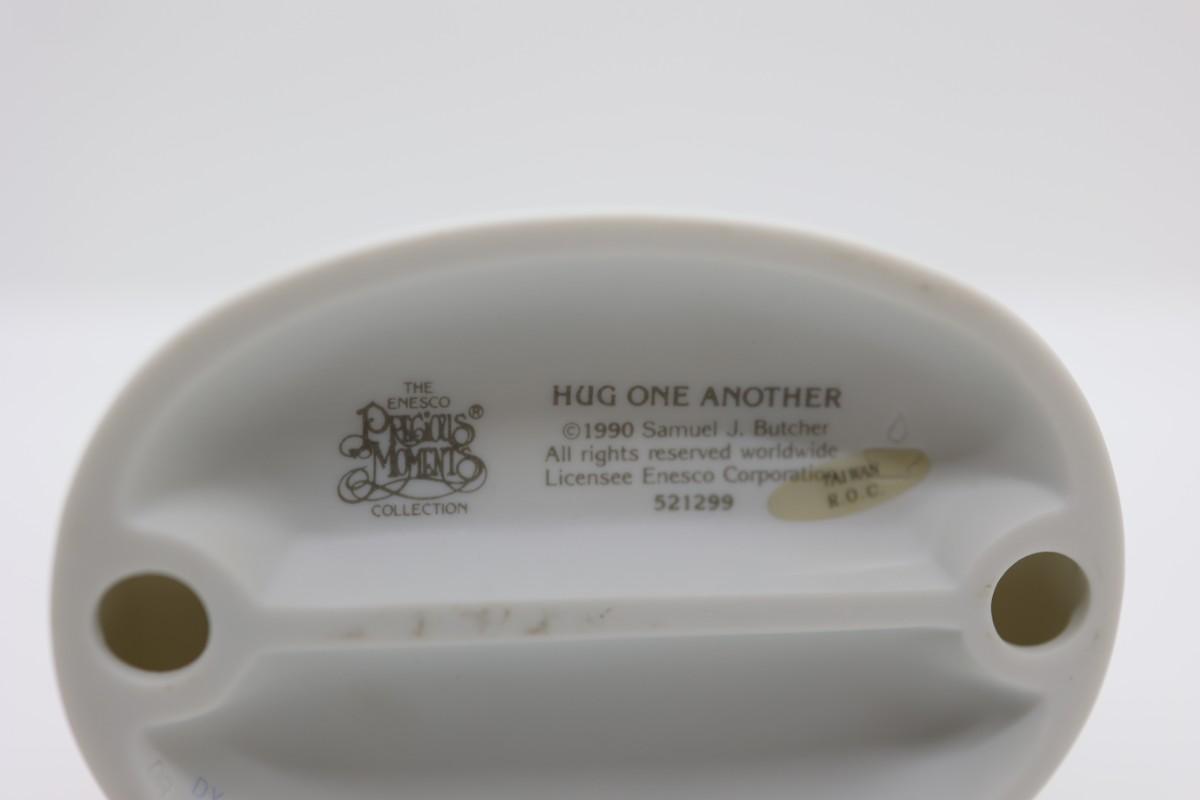 THE
ENESCO
PRECIOUS®
MOMENTS
COLLECTION
HUG ONE ANOTHER
©1990 Samuel J. Butcher
All rights reserved worldwide
Licensee Enesco Corporation
521299
TAIWAN
R.O.C.
DX